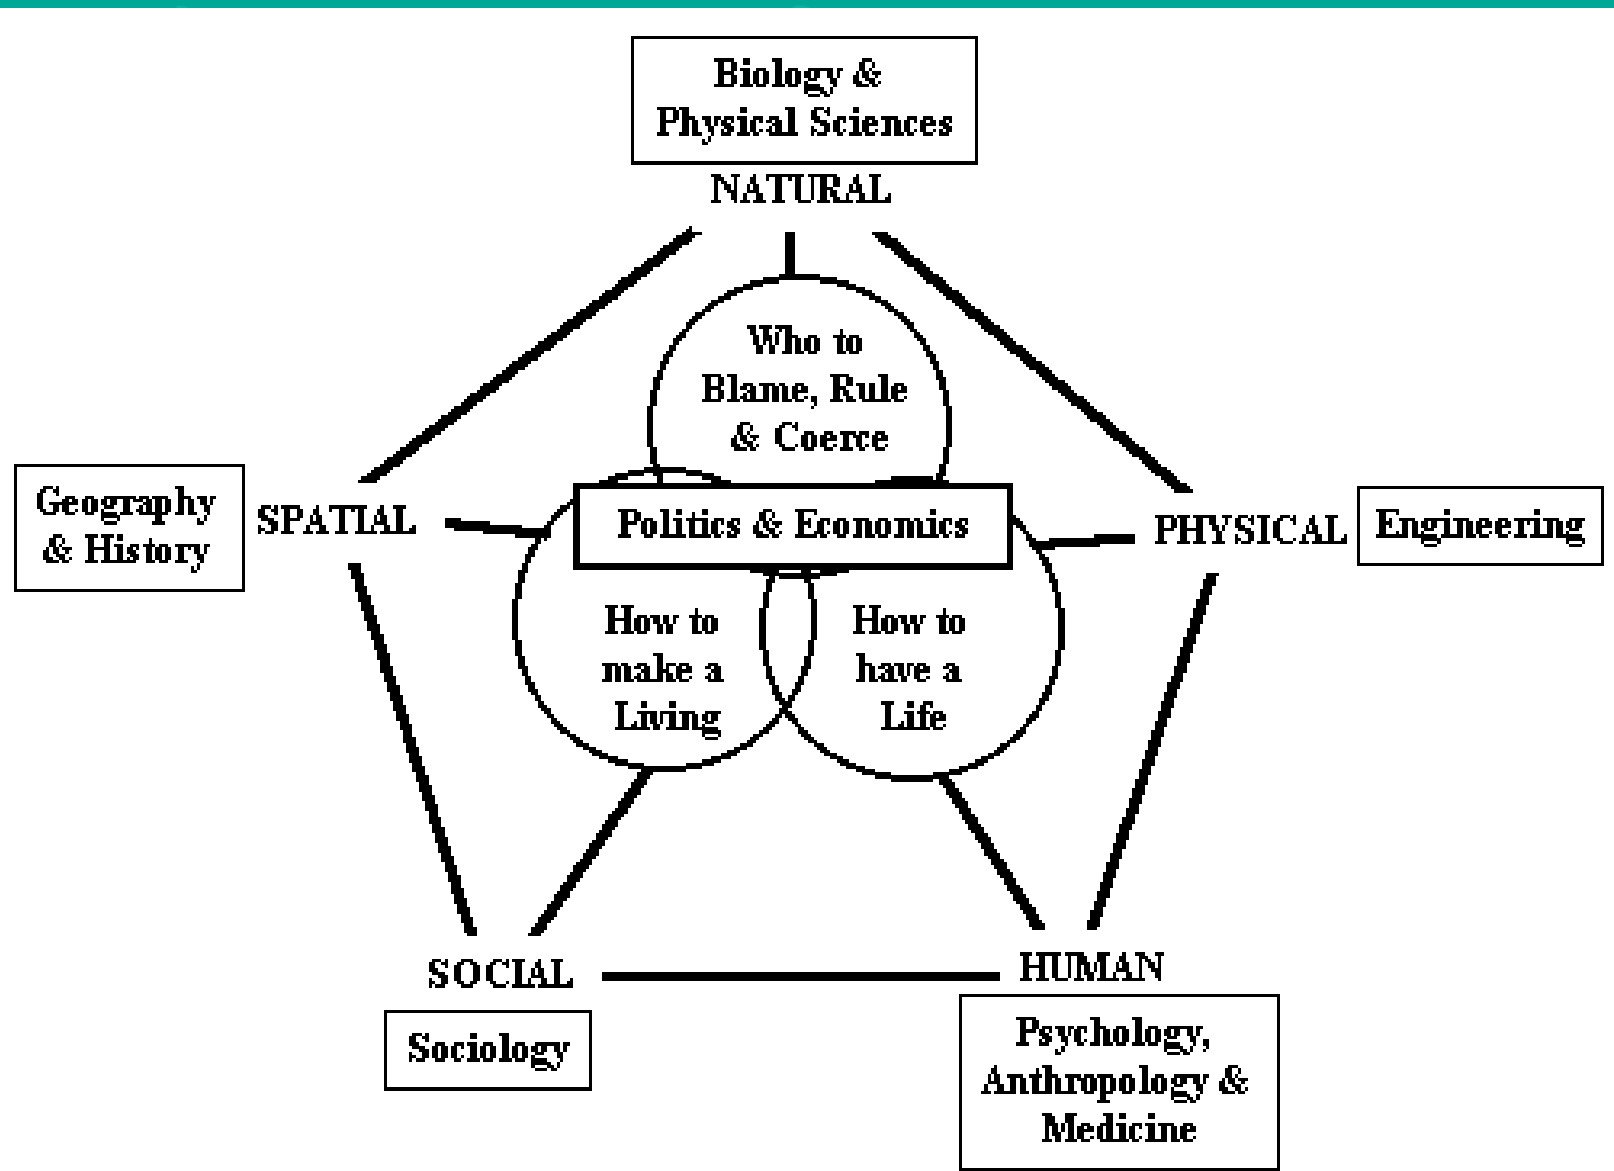 Biology &
Physical Sciences
NATURAL
Who to
Blame, Rule
& Coerce
Geography
& History
SPATIAL
Politics & Economics
PHYSICAL
Engineering
How to
make a
Living
How to
have a
Life
SOCIAL
Sociology
HUMAN
Psychology,
Anthropology &
Medicine